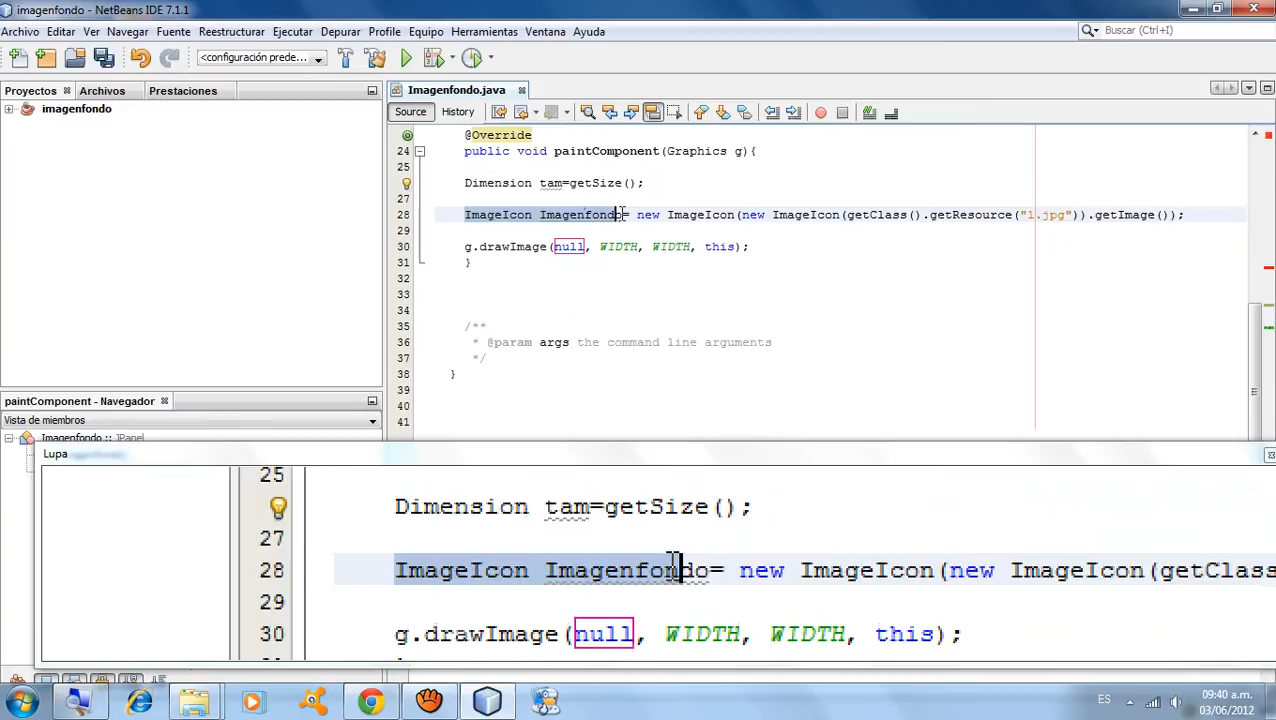 imagenfondo - NetBeans IDE 7.1.1
Archivo Editar Ver Navegar Fuente Reestructurar Ejecutar Depurar Profile Equipo Herramientas Ventana Ayuda
Buscar (Ctrl+I)
<configuración prede...
Proyectos Archivos Prestaciones
imagenfondo
Imagenfondo.java
Source History
@Override
24 public void paintComponent(Graphics g){
25
Dimension tam=getSize();
27
28 ImageIcon Imagenfondo= new ImageIcon(new ImageIcon(getClass().getResource("1.jpg")).getImage());
29
30 g.drawImage(null, WIDTH, WIDTH, this);
31 }
32
33
34
35 /**
36 * @param args the command line arguments
37 */
38 }
39
40
41
paintComponent - Navegador
Vista de miembros
Imagenfondo :: JPanel
Lupa
25
Dimension tam=getSize();
27
28 ImageIcon Imagenfondo= new ImageIcon(new ImageIcon(getClass
29
30 g.drawImage(null, WIDTH, WIDTH, this);
ES
09:40 a.m.
03/06/2012